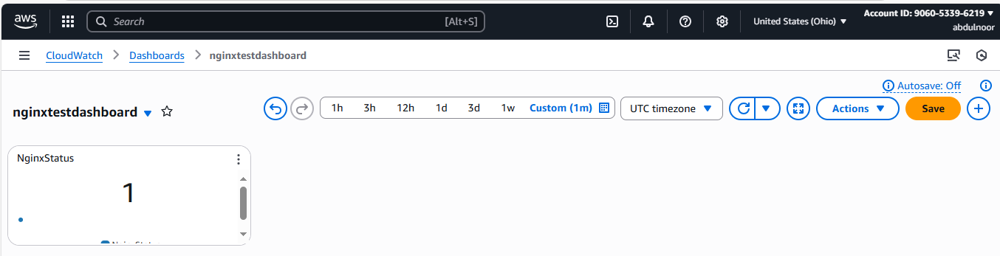 aws
Search [Alt+S]
United States (Ohio)
Account ID: 9060-5339-6219
abdulnoor
CloudWatch Dashboards nginxtestdashboard
Autosave: Off
nginxtestdashboard
1h 3h 12h 1d 3d 1w Custom (1m)
UTC timezone
Actions
Save
NginxStatus
1